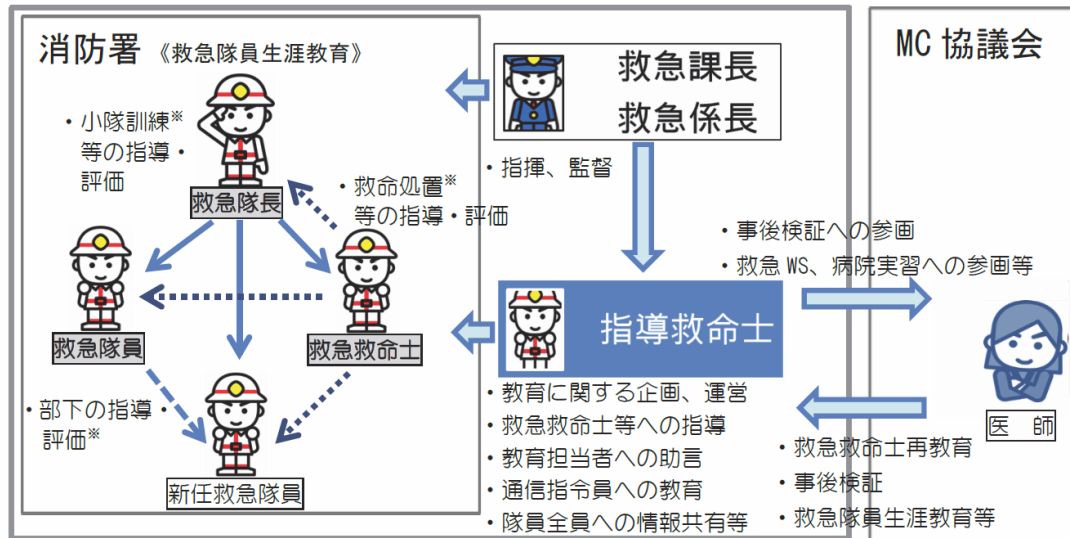 消防署 《救急隊員生涯教育》
・小隊訓練※
等の指導・
評価
救急隊長
・救命処置※
等の指導・評価
救急隊員
救急救命士
・部下の指導・
評価※
新任救急隊員
救急課長
救急係長
・指揮、監督
指導救命士
・教育に関する企画、運営
・救急救命士等への指導
・教育担当者への助言
・通信指令員への教育
・隊員全員への情報共有等
MC 協議会
・事後検証への参画
・救急 WS、病院実習への参画等
医 師
・救急救命士再教育
・事後検証
・救急隊員生涯教育等